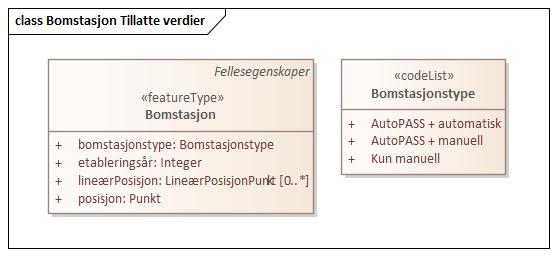 class Bomstasjon Tillatte verdier
Fellesegenskaper
«featureType»
Bomstasjon
+ bomstasjonstype: Bomstasjonstype
+ etableringsår: Integer
+ lineærPosisjon: LineærPosisjonPunkt [0..*]
+ posisjon: Punkt
«codeList»
Bomstasjonstype
+ AutoPASS + automatisk
+ AutoPASS + manuell
+ Kun manuell